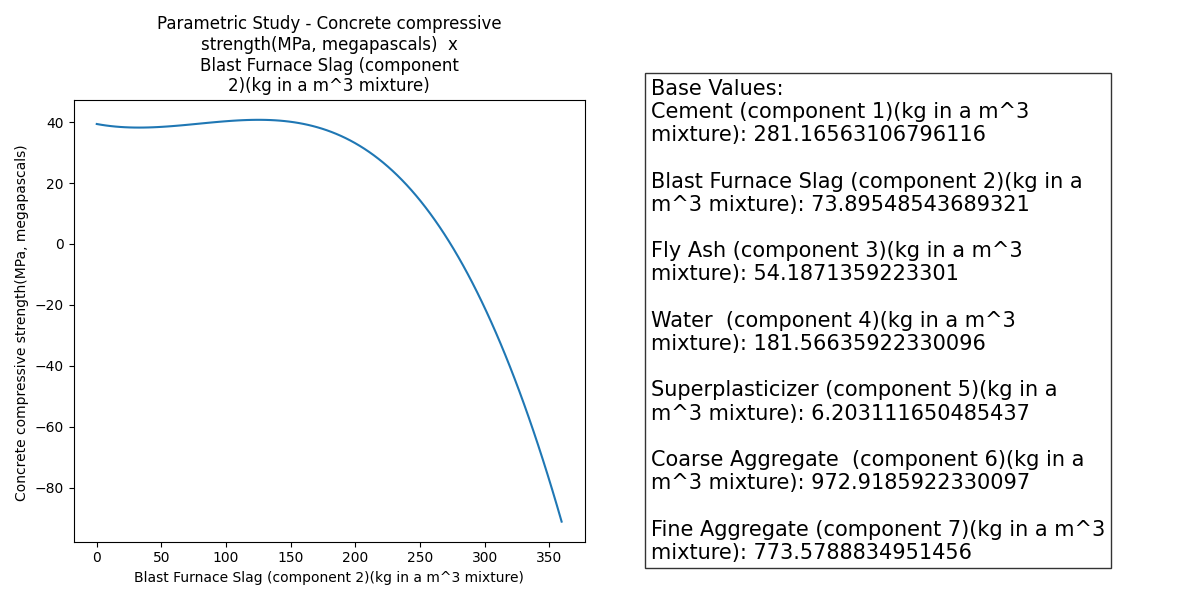 Parametric Study - Concrete compressive
strength(MPa, megapascals)  x
Blast Furnace Slag (component
2)(kg in a m^3 mixture)
Concrete compressive strength(MPa, megapascals)
40
20
0
−20
−40
−60
−80
0 50 100 150 200 250 300 350
Blast Furnace Slag (component 2)(kg in a m^3 mixture)
Base Values:
Cement (component 1)(kg in a m^3
mixture): 281.16563106796116
Blast Furnace Slag (component 2)(kg in a
m^3 mixture): 73.89548543689321
Fly Ash (component 3)(kg in a m^3
mixture): 54.1871359223301
Water  (component 4)(kg in a m^3
mixture): 181.56635922330096
Superplasticizer (component 5)(kg in a
m^3 mixture): 6.203111650485437
Coarse Aggregate  (component 6)(kg in a
m^3 mixture): 972.9185922330097
Fine Aggregate (component 7)(kg in a m^3
mixture): 773.5788834951456